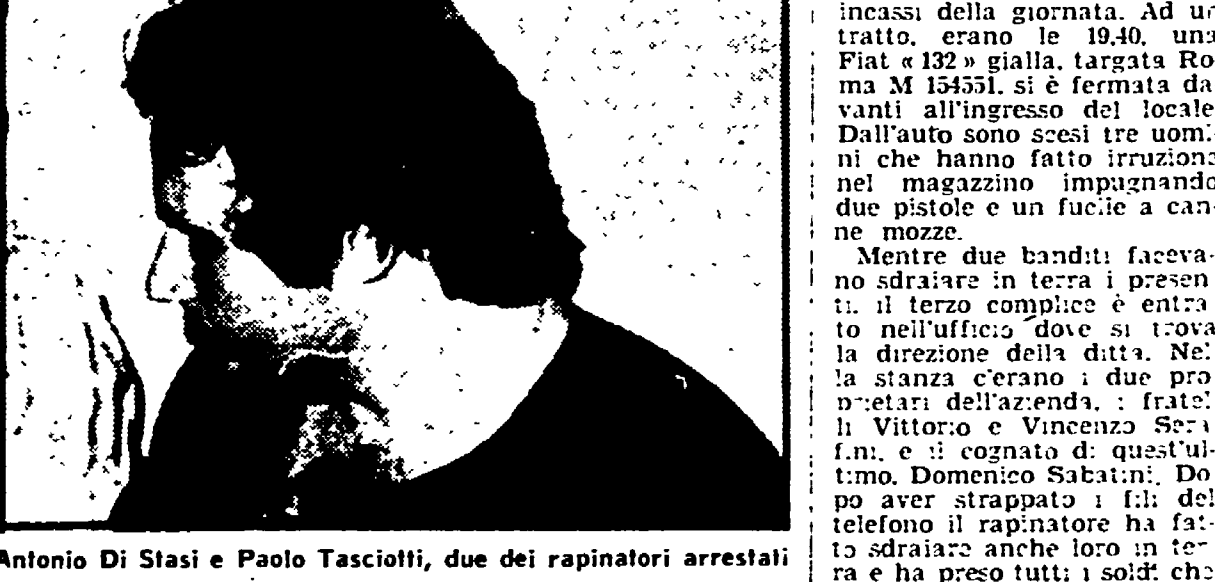 Antonio Di Stasi e Paolo Tasciotti, due dei rapinatori arrestati
incassi della giornata. Ad un
tratto, erano le 19,40, una
Fiat « 132 » gialla, targata Ro
ma M 154551, si è fermata da
vanti all'ingresso del locale
Dall'auto sono scesi tre uomi-
ni che hanno fatto irruzione
nel magazzino impugnando
due pistole e un fucile a can-
ne mozze.
Mentre due banditi faceva-
no sdraiare in terra i presen
ti, il terzo complice è entra
to nell'ufficio dove si trova
la direzione della ditta. Nel
la stanza c'erano i due pro
prietari dell'azienda, i fratel
li Vittorio e Vincenzo Sera
fini, e il cognato di quest'ul-
timo, Domenico Sabatini. Do
po aver strappato i fili del
telefono il rapinatore ha fat-
to sdraiare anche loro in ter-
ra e ha preso tutti i soldi che